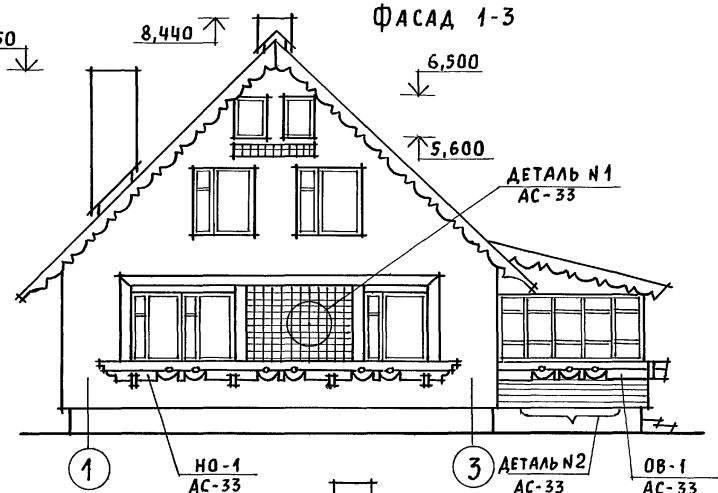 ФАСАД 1-3
50
8,440
6,500
5,600
ДЕТАЛЬ N1
АС-33
1
НО-1
АС-33
3
ДЕТАЛЬ N2
АС-33
ОВ-1
АС-33